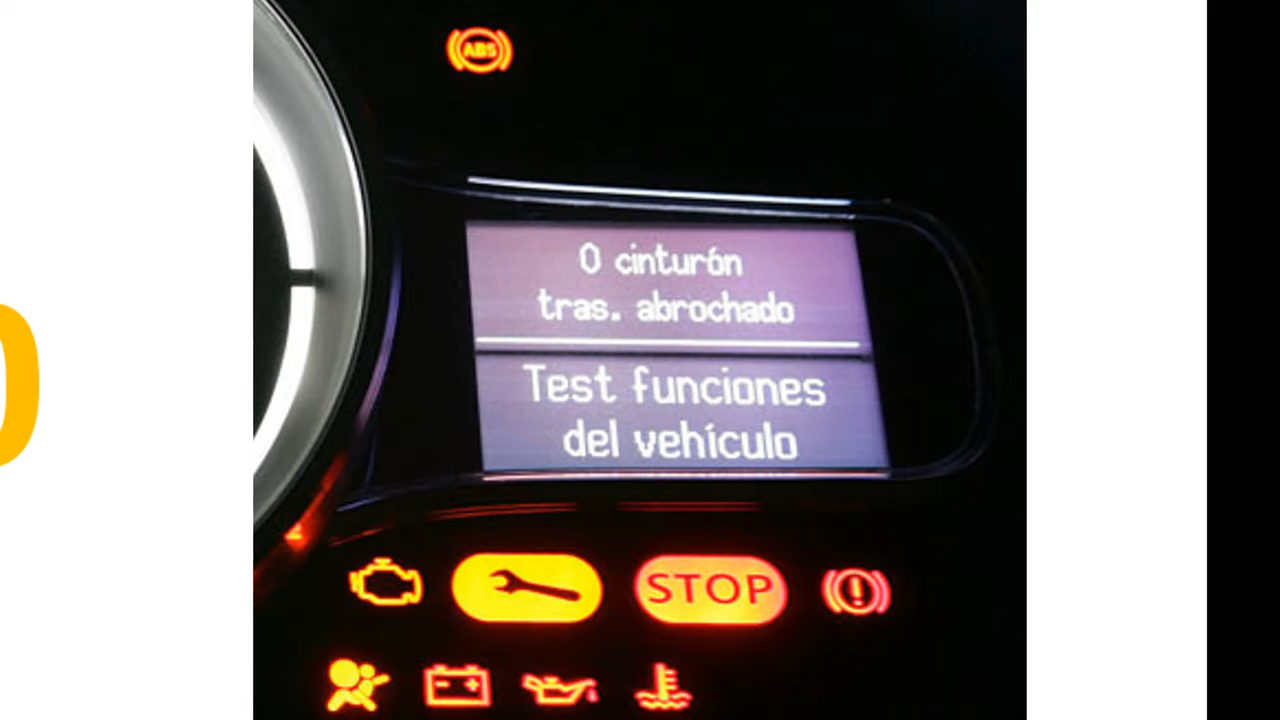 ABS
0 cinturón
tras. abrochado
Test funciones
del vehículo
STOP